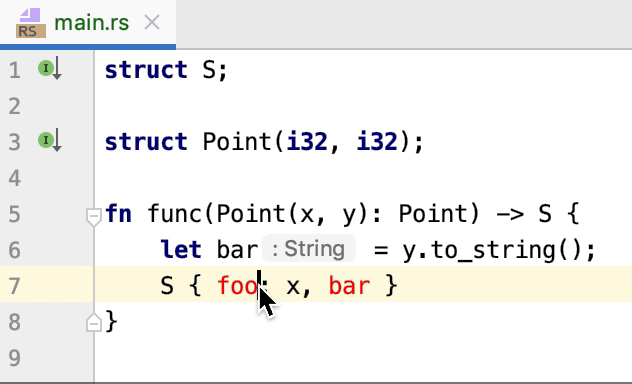 RS main.rs
1 I struct S;
2
3 I struct Point(i32, i32);
4
5 fn func(Point(x, y): Point) -> S {
6 let bar : String = y.to_string();
7 S { foo: x, bar }
8 }
9